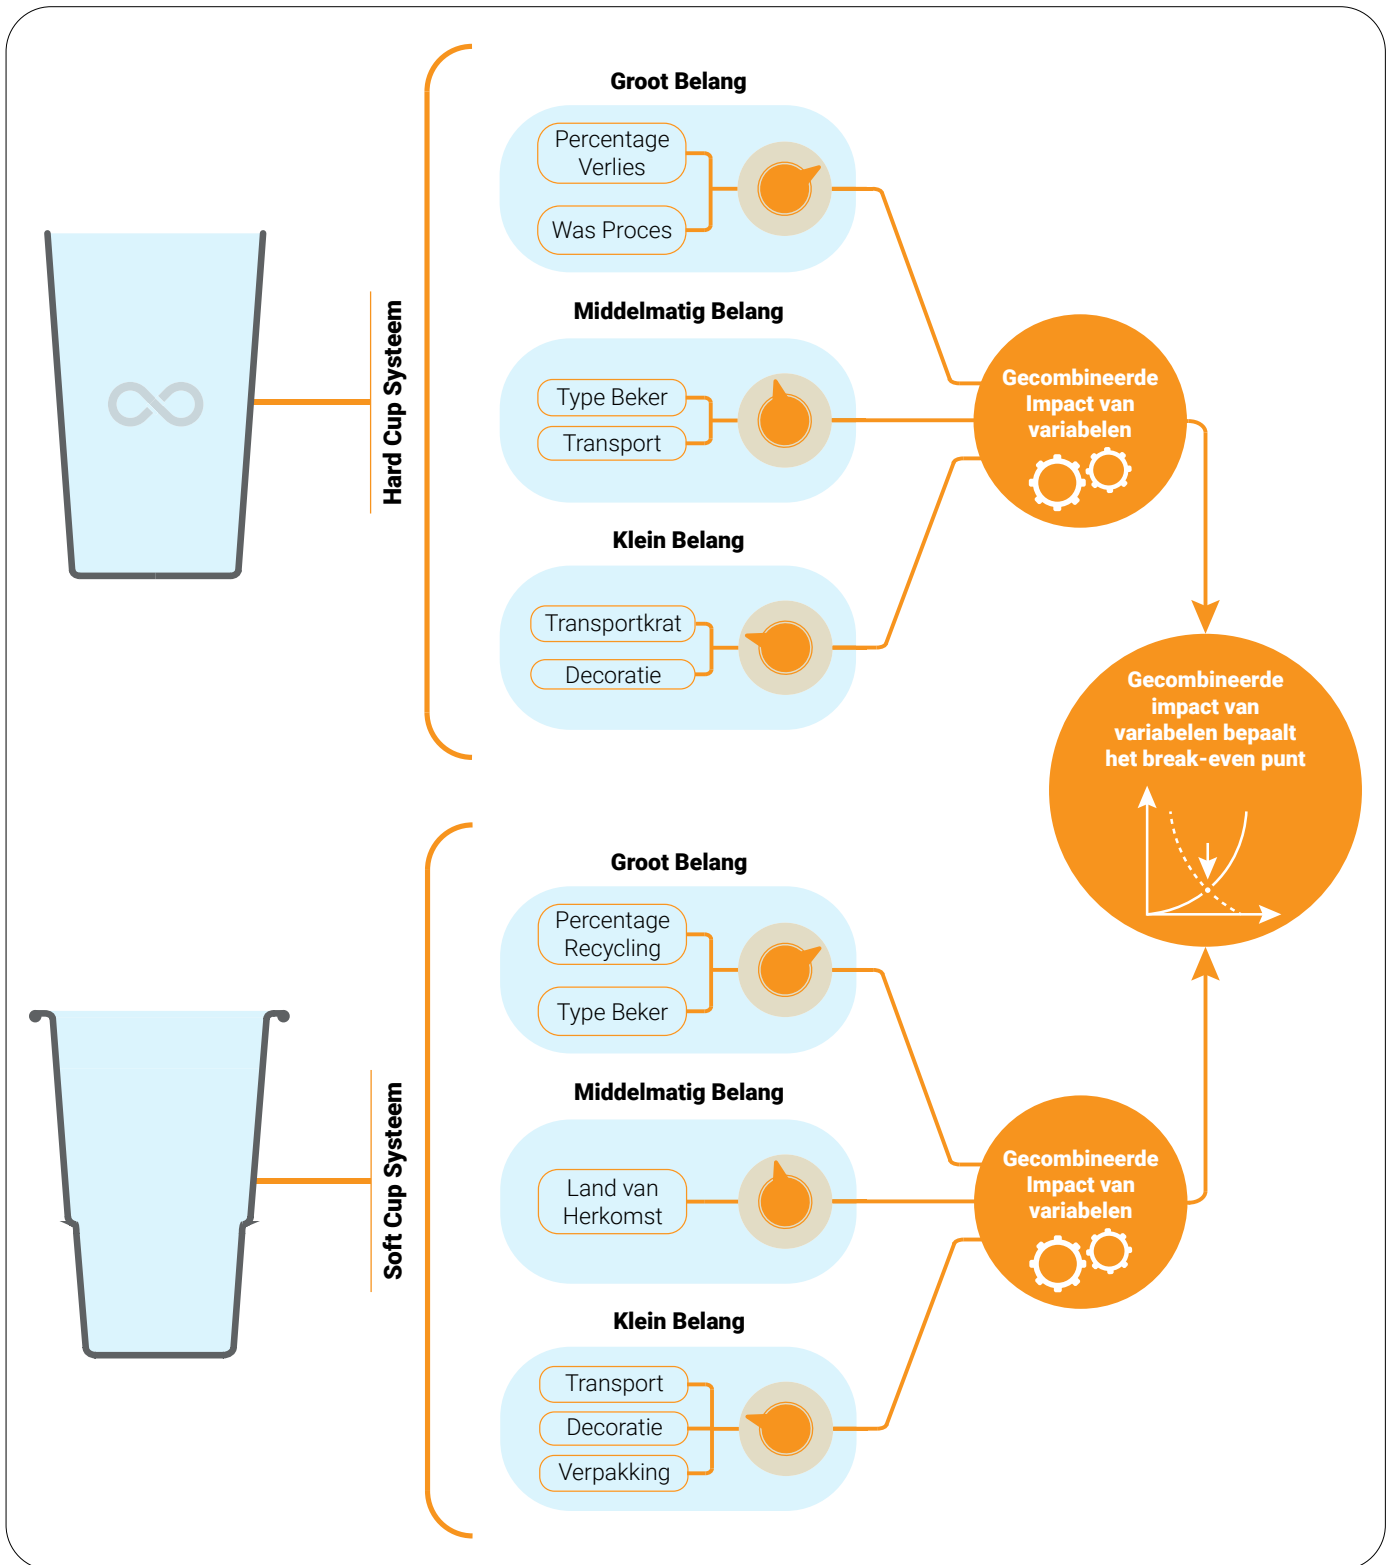 Hard Cup Systeem
Groot Belang
Percentage
Verlies
Was Proces
Middelmatig Belang
Type Beker
Transport
Klein Belang
Transportkrat
Decoratie
Gecombineerde
Impact van
variabelen
Gecombineerde
impact van
variabelen bepaalt
het break-even punt
Soft Cup Systeem
Groot Belang
Percentage
Recycling
Type Beker
Middelmatig Belang
Land van
Herkomst
Klein Belang
Transport
Decoratie
Verpakking
Gecombineerde
Impact van
variabelen